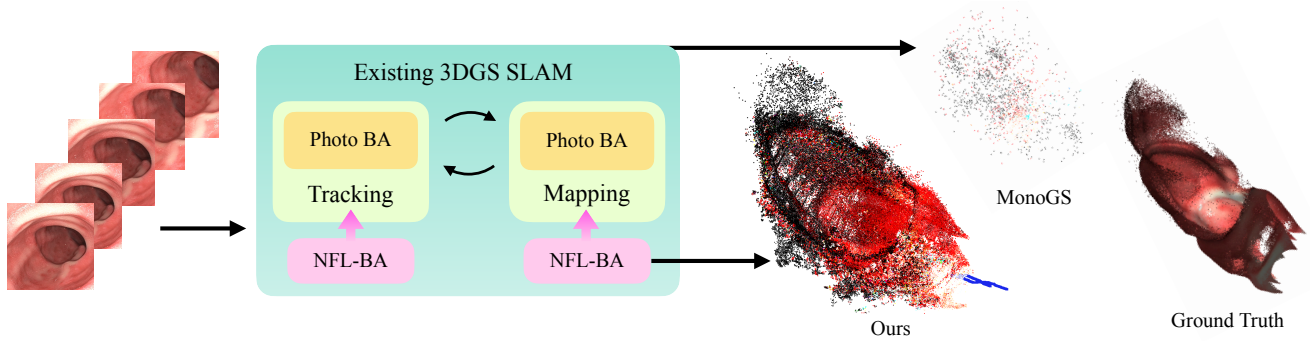 Existing 3DGS SLAM
Photo BA
Tracking
NFL-BA
Photo BA
Mapping
NFL-BA
Ours
MonoGS
Ground Truth